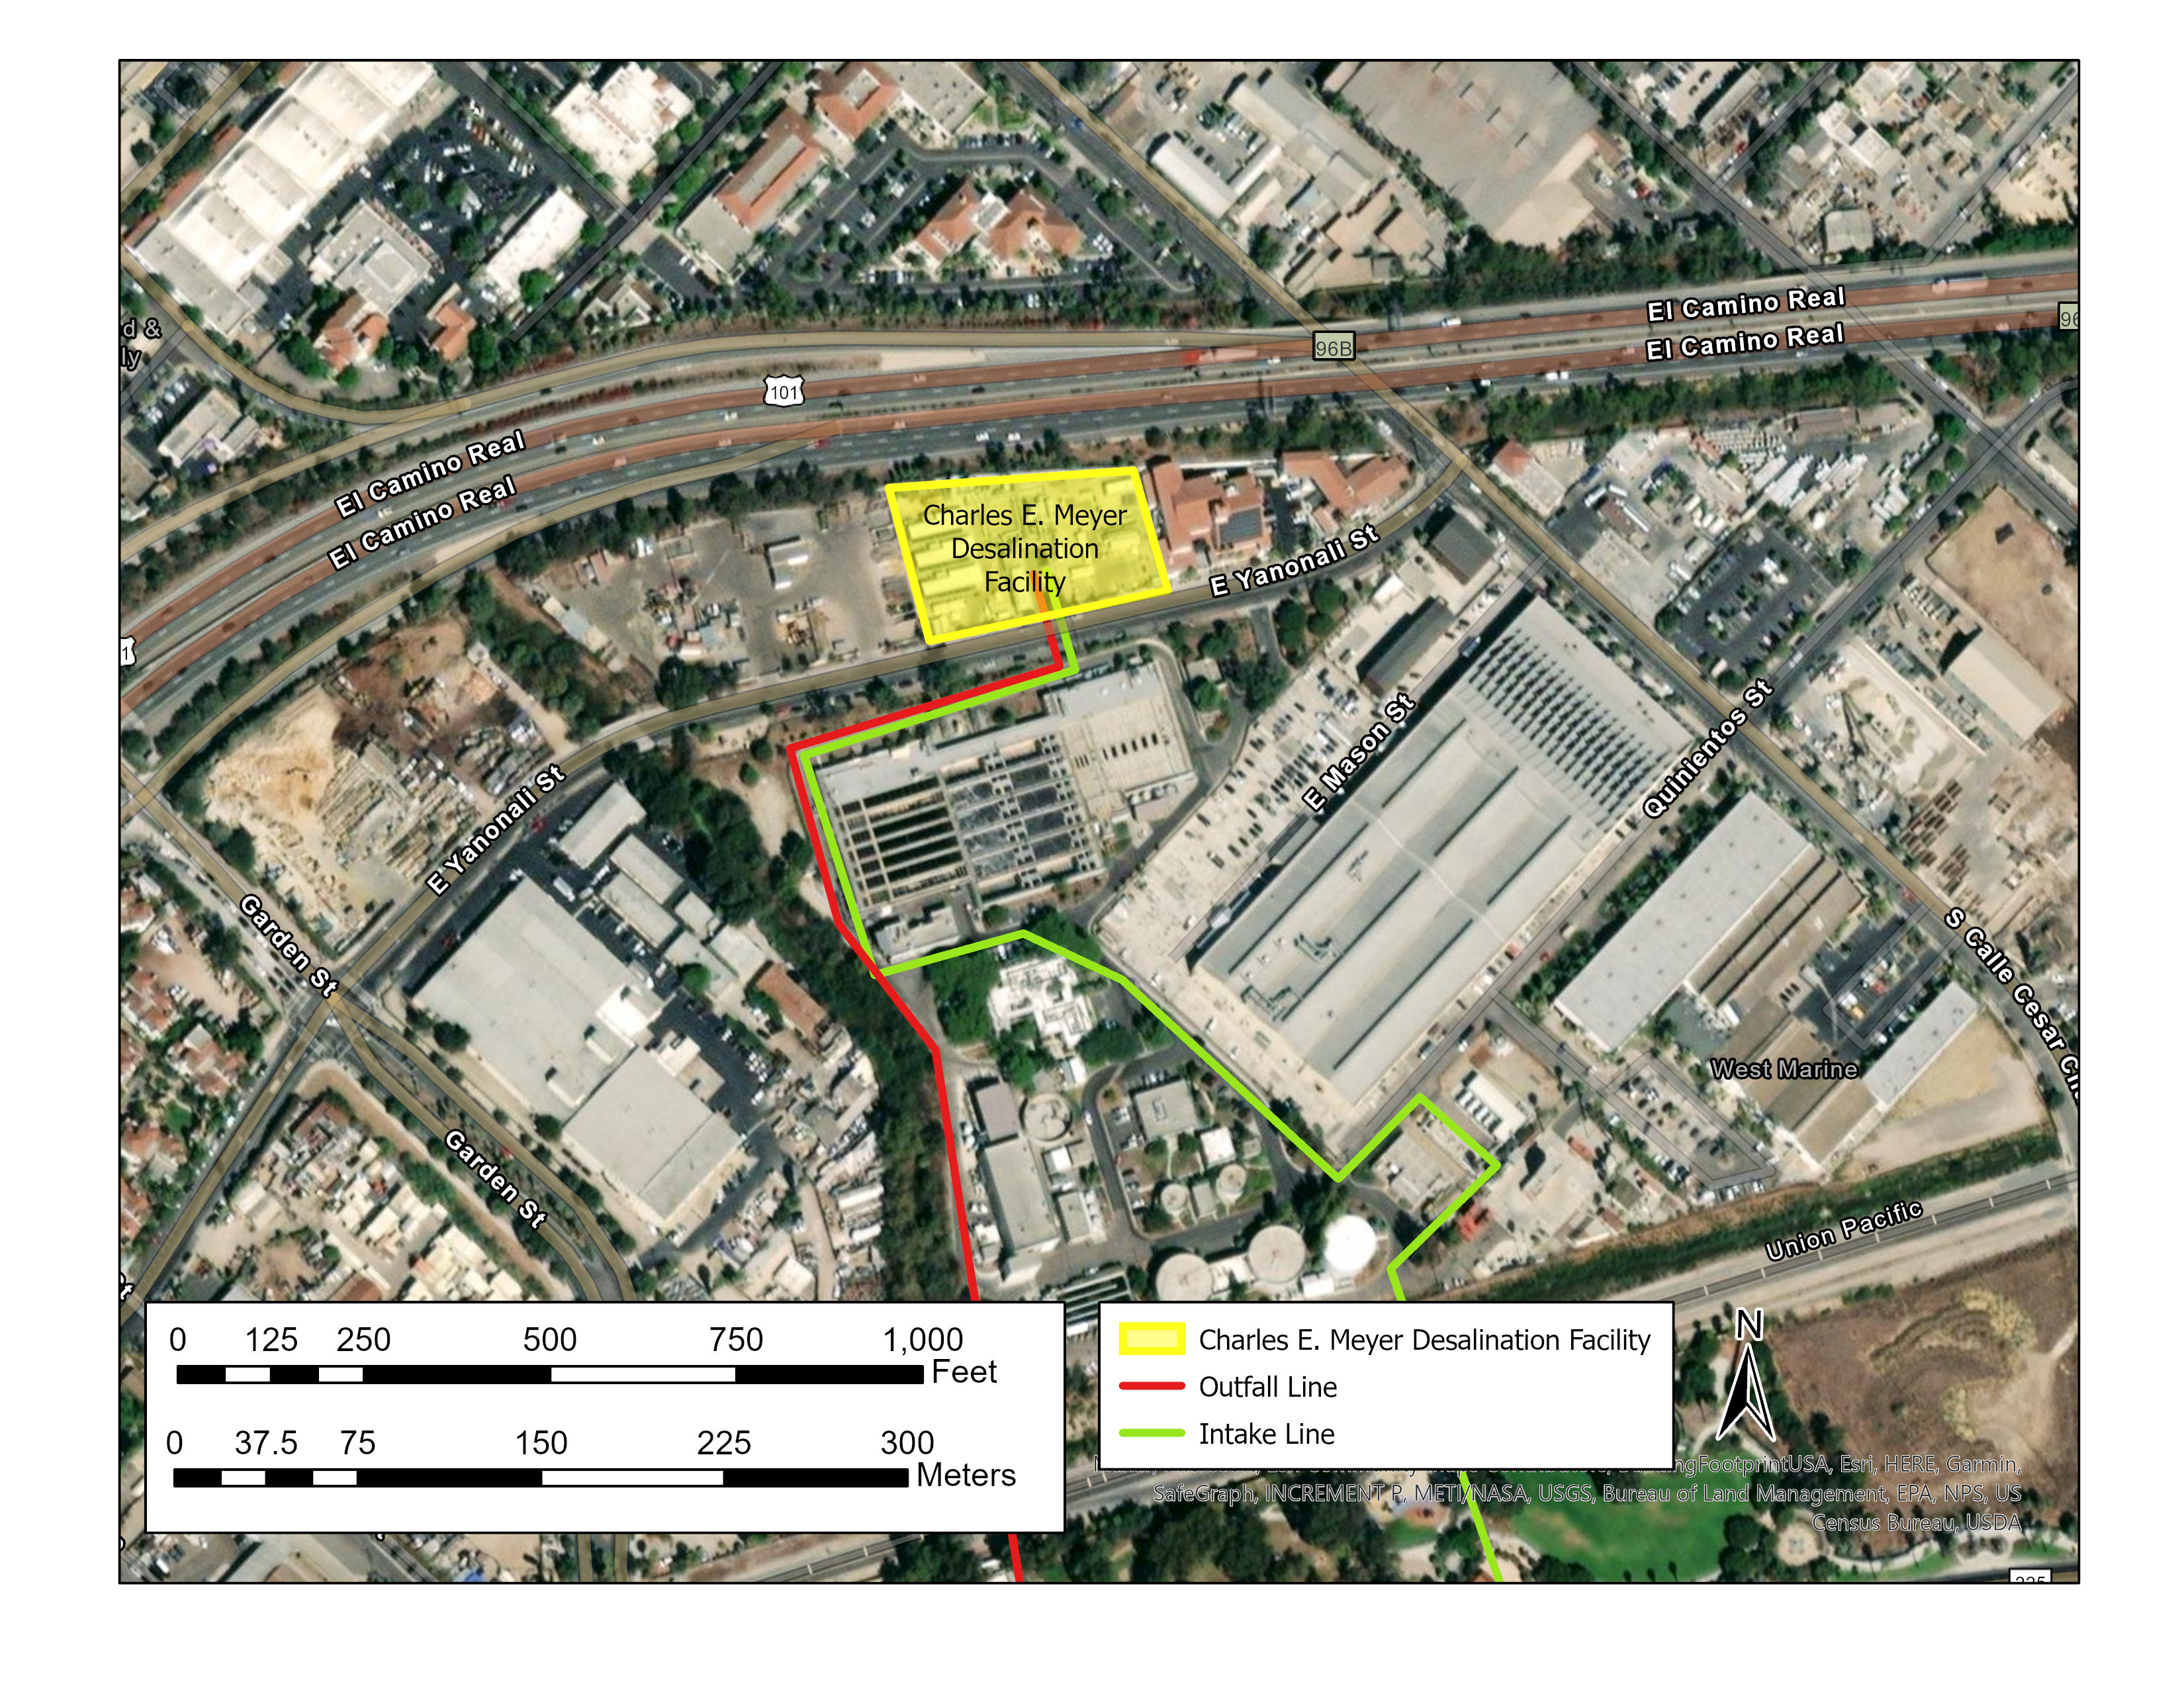 El Camino Real
El Camino Real
96B
96
d &
ly
101
El Camino Real
El Camino Real
Charles E. Meyer
Desalination
Facility
E Yanonali St
1
E Mason St
Quinientos St
E Yanonali St
Garden St
S Calle Cesar
West Marine
Garden St
Union Pacific
St
0 125 250 500 750 1,000
Feet
0 37.5 75 150 225 300
Meters
Charles E. Meyer Desalination Facility
Outfall Line
Intake Line
N
BuildingFootprintUSA, Esri, HERE, Garmin,
SafeGraph, INCREMENT P, METI/NASA, USGS, Bureau of Land Management, EPA, NPS, US
Census Bureau, USDA